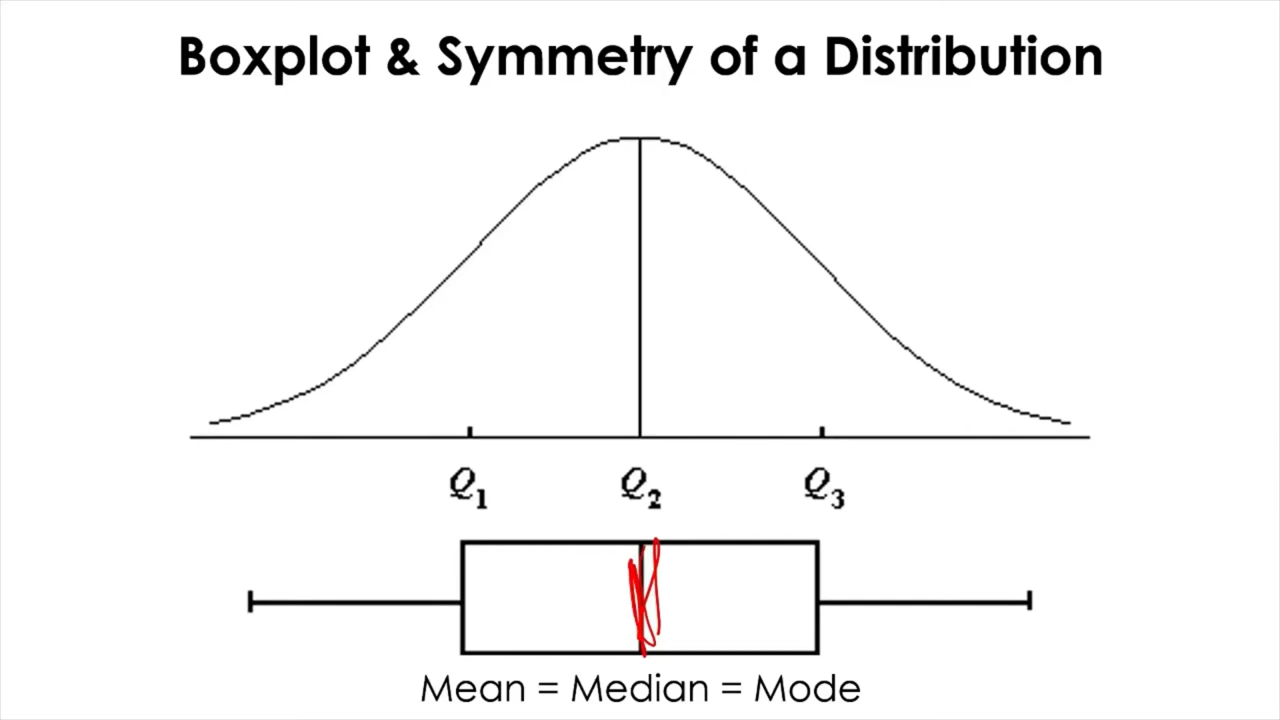 Boxplot & Symmetry of a Distribution
Q1 Q2 Q3
Mean = Median = Mode